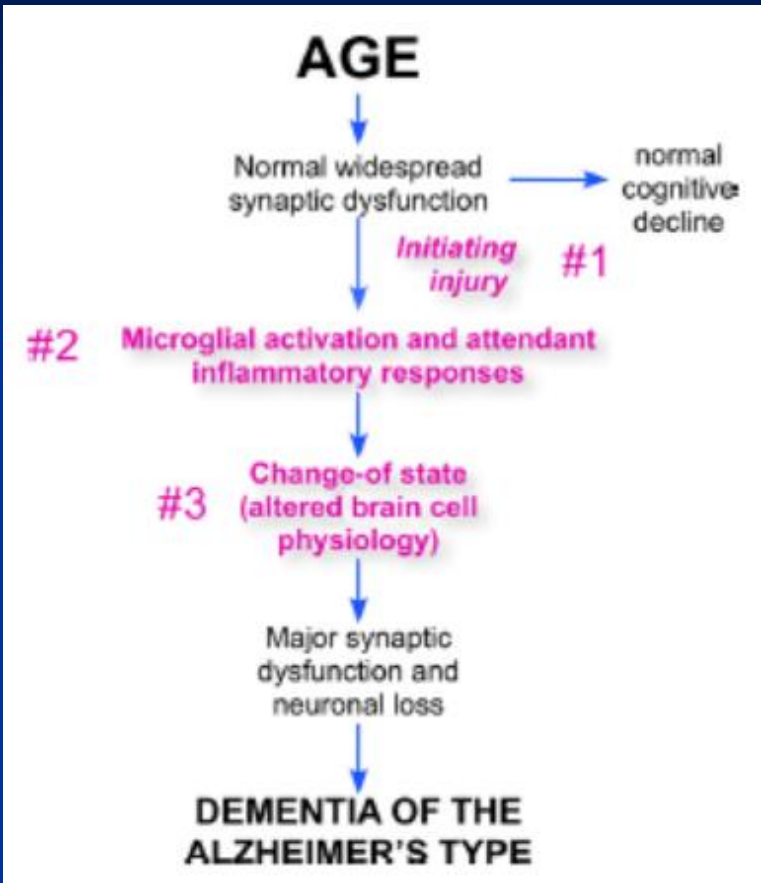 AGE
Normal widespread
synaptic dysfunction
normal
cognitive
decline
Initiating
injury
#1
#2
Microglial activation and attendant
inflammatory responses
#3
Change-of state
(altered brain cell
physiology)
Major synaptic
dysfunction and
neuronal loss
DEMENTIA OF THE
ALZHEIMER'S TYPE